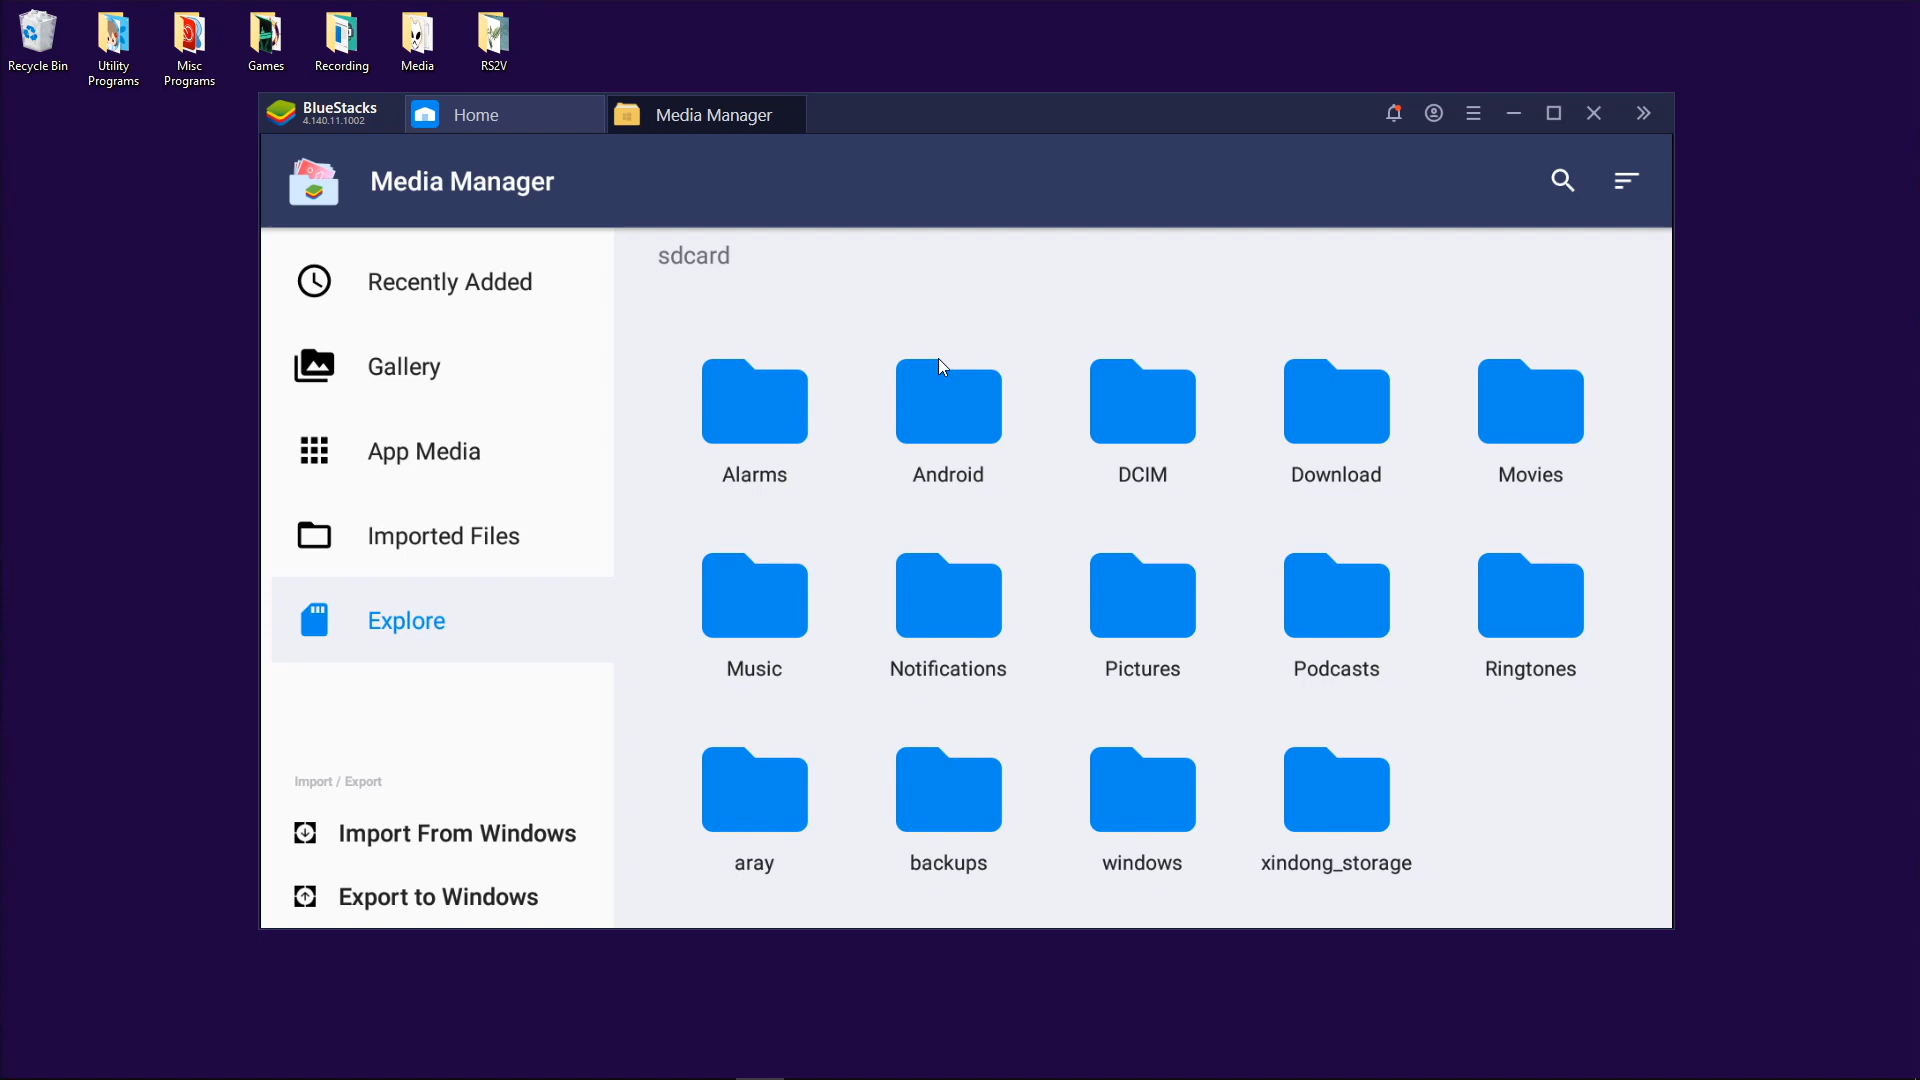 Recycle Bin
Utility
Programs
Misc
Programs
Games
Recording
Media
RS2V
BlueStacks
4.140.11.1002
Home
Media Manager
Media Manager
Recently Added
Gallery
App Media
Imported Files
Explore
Import / Export
Import From Windows
Export to Windows
sdcard
Alarms
Android
DCIM
Download
Movies
Music
Notifications
Pictures
Podcasts
Ringtones
aray
backups
windows
xindong_storage